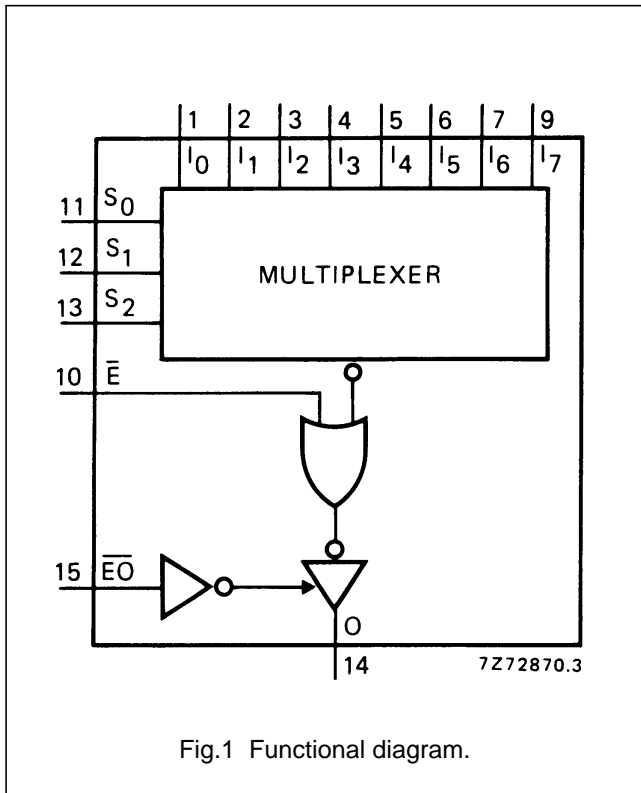 1 2 3 4 5 6 7 9
I0 I1 I2 I3 I4 I5 I6 I7
11 S0
12 S1
MULTIPLEXER
13 S2
10 E̅
15 E̅O̅
O
14 7Z72870.3
Fig.1 Functional diagram.